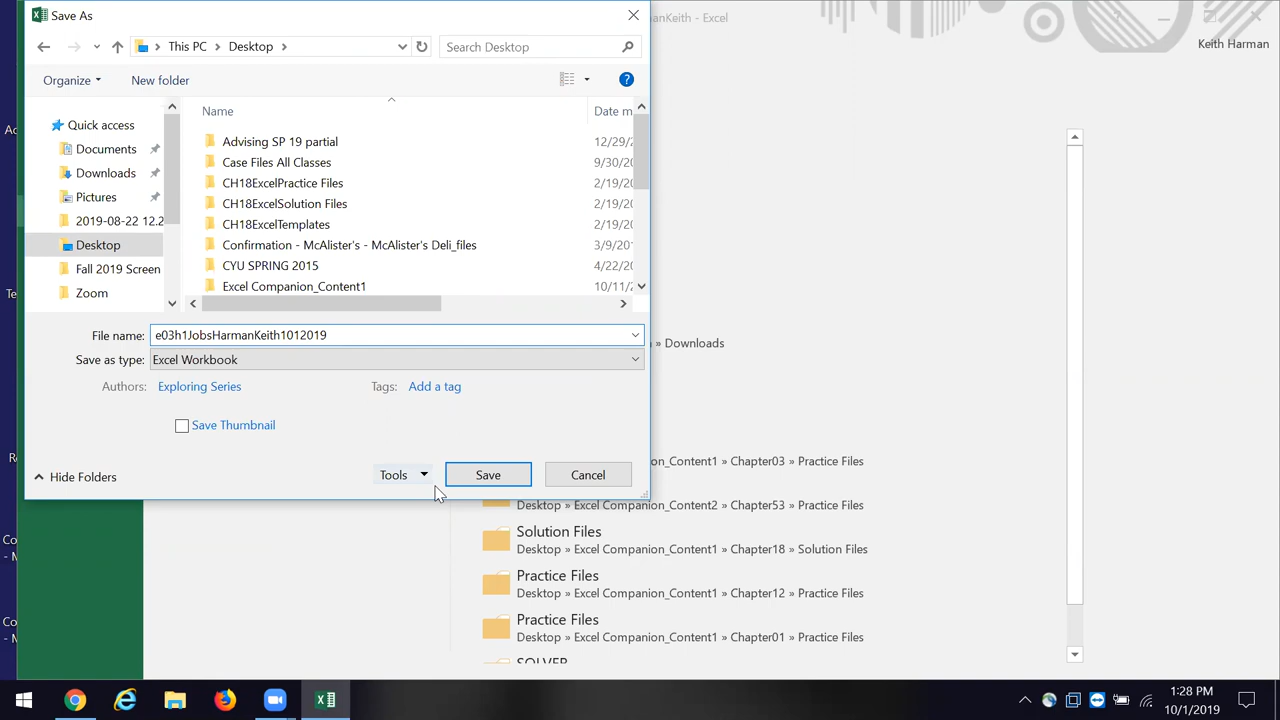 Save As
rmanKeith - Excel
Keith Harman
This PC
Desktop
Search Desktop
Organize
New folder
?
Name
Date m
Quick access
Documents
Downloads
Pictures
2019-08-22 12.2
Desktop
Fall 2019 Screen
Zoom
Advising SP 19 partial 12/29/2
Case Files All Classes 9/30/20
CH18ExcelPractice Files 2/19/20
CH18ExcelSolution Files 2/19/20
CH18ExcelTemplates 2/19/20
Confirmation - McAlister's - McAlister's Deli_files 3/9/201
CYU SPRING 2015 4/22/20
Excel Companion_Content1 10/11/2
File name: e03h1JobsHarmanKeith1012019
Save as type: Excel Workbook
Authors: Exploring Series Tags: Add a tag
Save Thumbnail
Hide Folders
Tools
Save
Cancel
» Downloads
on_Content1 » Chapter03 » Practice Files
Desktop » Excel Companion_Content2 » Chapter53 » Practice Files
Solution Files
Desktop » Excel Companion_Content1 » Chapter18 » Solution Files
Practice Files
Desktop » Excel Companion_Content1 » Chapter12 » Practice Files
Practice Files
Desktop » Excel Companion_Content1 » Chapter01 » Practice Files
SOLVER
1:28 PM
10/1/2019